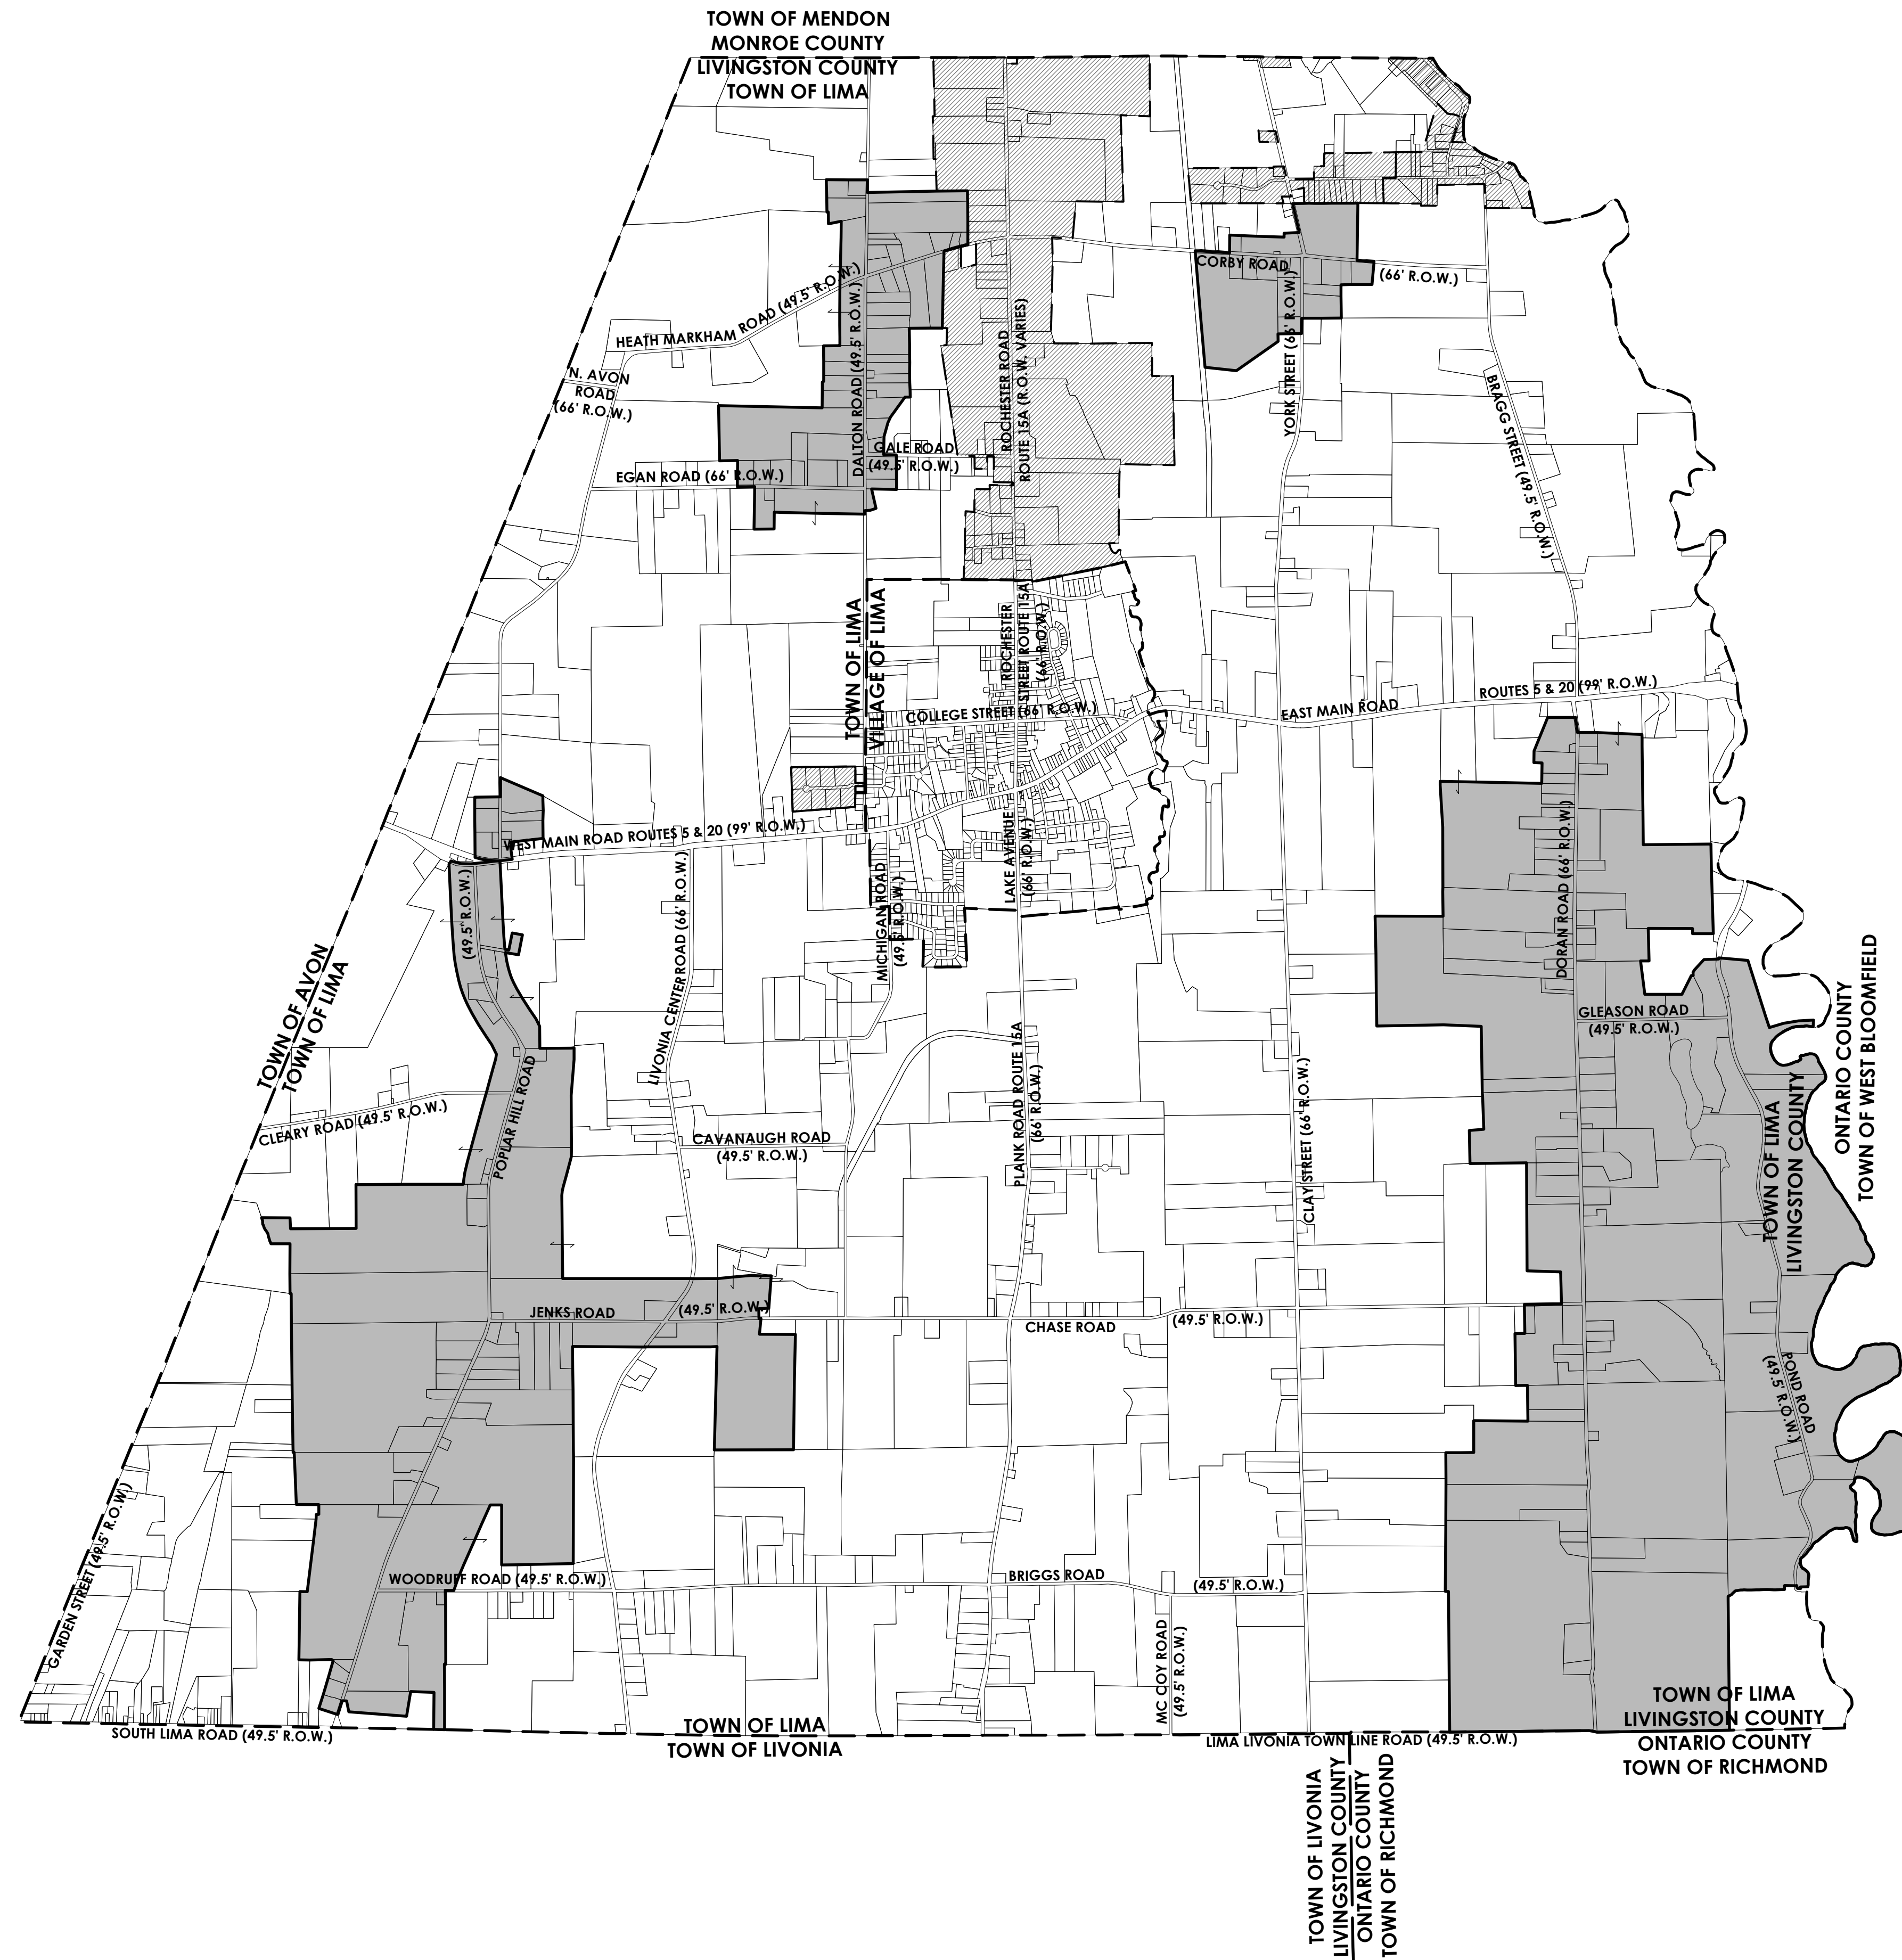 TOWN OF MENDON
MONROE COUNTY
LIVINGSTON COUNTY
TOWN OF LIMA
CORBY ROAD
(66' R.O.W.)
HEATH MARKHAM ROAD (49.5' R.O.W.)
N. AVON
ROAD
(66' R.O.W.)
DALTON ROAD (49.5' R.O.W.)
ROCHESTER ROAD
ROUTE 15A (R.O.W. VARIES)
YORK STREET (66' R.O.W.)
BRAGG STREET (49.5' R.O.W.)
GALE ROAD
(49.5' R.O.W.)
EGAN ROAD (66' R.O.W.)
TOWN OF LIMA
VILLAGE OF LIMA
ROCHESTER
STREET ROUTE 15A
(66' R.O.W.)
COLLEGE STREET (66' R.O.W.)
EAST MAIN ROAD
ROUTES 5 & 20 (99' R.O.W.)
WEST MAIN ROAD ROUTES 5 & 20 (99' R.O.W.)
(49.5' R.O.W.)
LIVONIA CENTER ROAD (66' R.O.W.)
MICHIGAN ROAD
(49.5' R.O.W.)
LAKE AVENUE
(66' R.O.W.)
DORAN ROAD (66' R.O.W.)
TOWN OF AVON
TOWN OF LIMA
GLEASON ROAD
(49.5' R.O.W.)
ONTARIO COUNTY
TOWN OF WEST BLOOMFIELD
TOWN OF LIMA
LIVINGSTON COUNTY
PLANK ROAD ROUTE 15A
(66' R.O.W.)
CLAY STREET (66' R.O.W.)
CLEARY ROAD (49.5' R.O.W.)
POPLAR HILL ROAD
CAVANAUGH ROAD
(49.5' R.O.W.)
JENKS ROAD
(49.5' R.O.W.)
CHASE ROAD
(49.5' R.O.W.)
POND ROAD
(49.5' R.O.W.)
GARDEN STREET (49.5' R.O.W.)
WOODRUFF ROAD (49.5' R.O.W.)
BRIGGS ROAD
(49.5' R.O.W.)
MC COY ROAD
(49.5' R.O.W.)
SOUTH LIMA ROAD (49.5' R.O.W.)
TOWN OF LIMA
TOWN OF LIVONIA
LIMA LIVONIA TOWN LINE ROAD (49.5' R.O.W.)
TOWN OF LIMA
LIVINGSTON COUNTY
ONTARIO COUNTY
TOWN OF RICHMOND
TOWN OF LIVONIA
LIVINGSTON COUNTY
ONTARIO COUNTY
TOWN OF RICHMOND